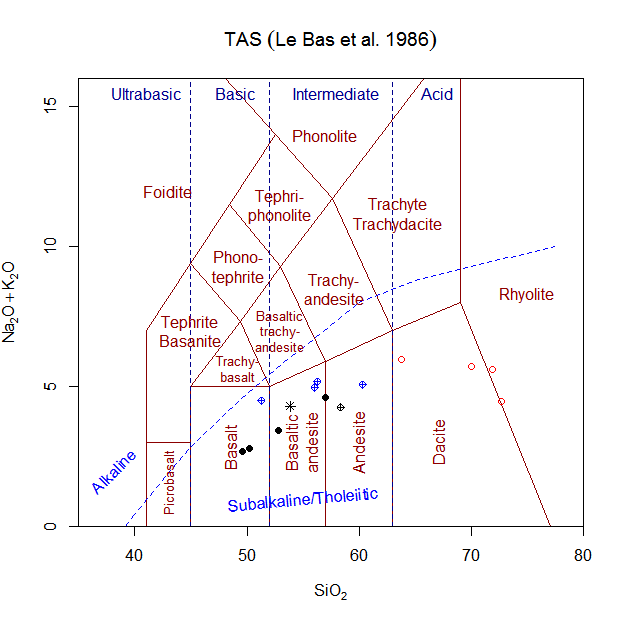 TAS (Le Bas et al. 1986)
Ultrabasic
Basic
Intermediate
Acid
Phonolite
Foidite
Tephri-
phonolite
Trachyte
Trachydacite
Phono-
tephrite
Trachy-
andesite
Rhyolite
Tephrite
Basanite
Basaltic
trachy-
andesite
Trachy-
basalt
Picrobasalt
Basalt
Basaltic
andesite
Andesite
Dacite
Alkaline
Subalkaline/Tholeiitic
0
5
10
15
Na₂O + K₂O
40
50
60
70
80
SiO₂